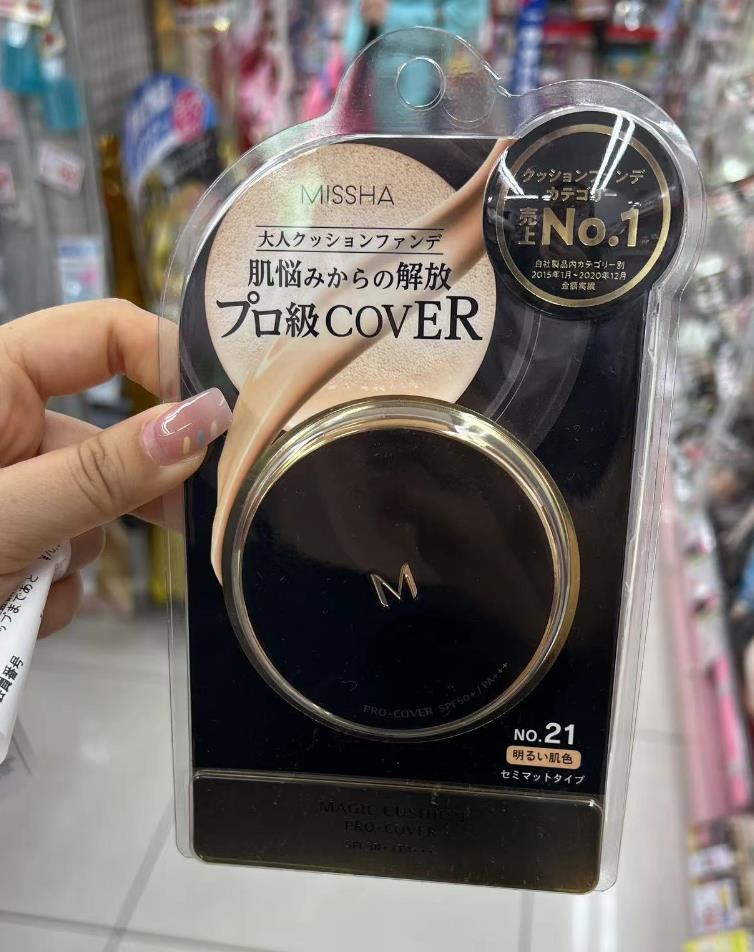 MISSHA
大人クッションファンデ
肌悩みからの解放
プロ級COVER
クッションファンデ
カテゴリー
売上No.1
自社製品内カテゴリー別
2015年1月~2020年12月
金額実績
M
PRO-COVER SPF50+/PA+++
NO.21
明るい肌色
セミマットタイプ
MAGIC CUSHION
PRO-COVER
SPF50+/PA+++